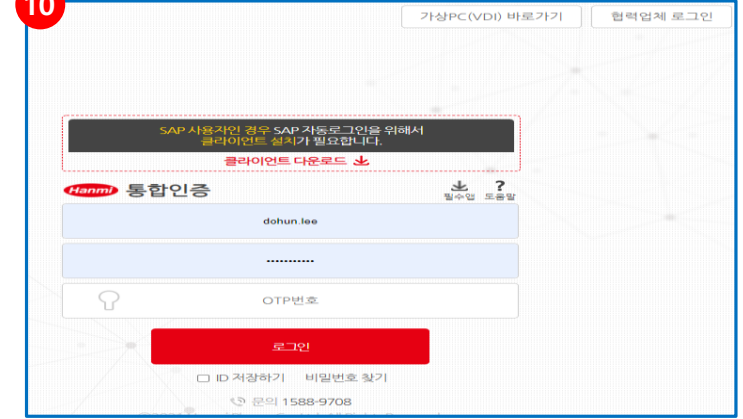 10
가상PC(VDI) 바로가기
협력업체 로그인
SAP 사용자인 경우 SAP 자동로그인을 위해서
클라이언트 설치가 필요합니다.
클라이언트 다운로드
Hanmi 통합인증
필수앱
?
도움말
dohun.lee
•••••••••••
OTP번호
로그인
ID 저장하기
비밀번호 찾기
문의 1588-9708